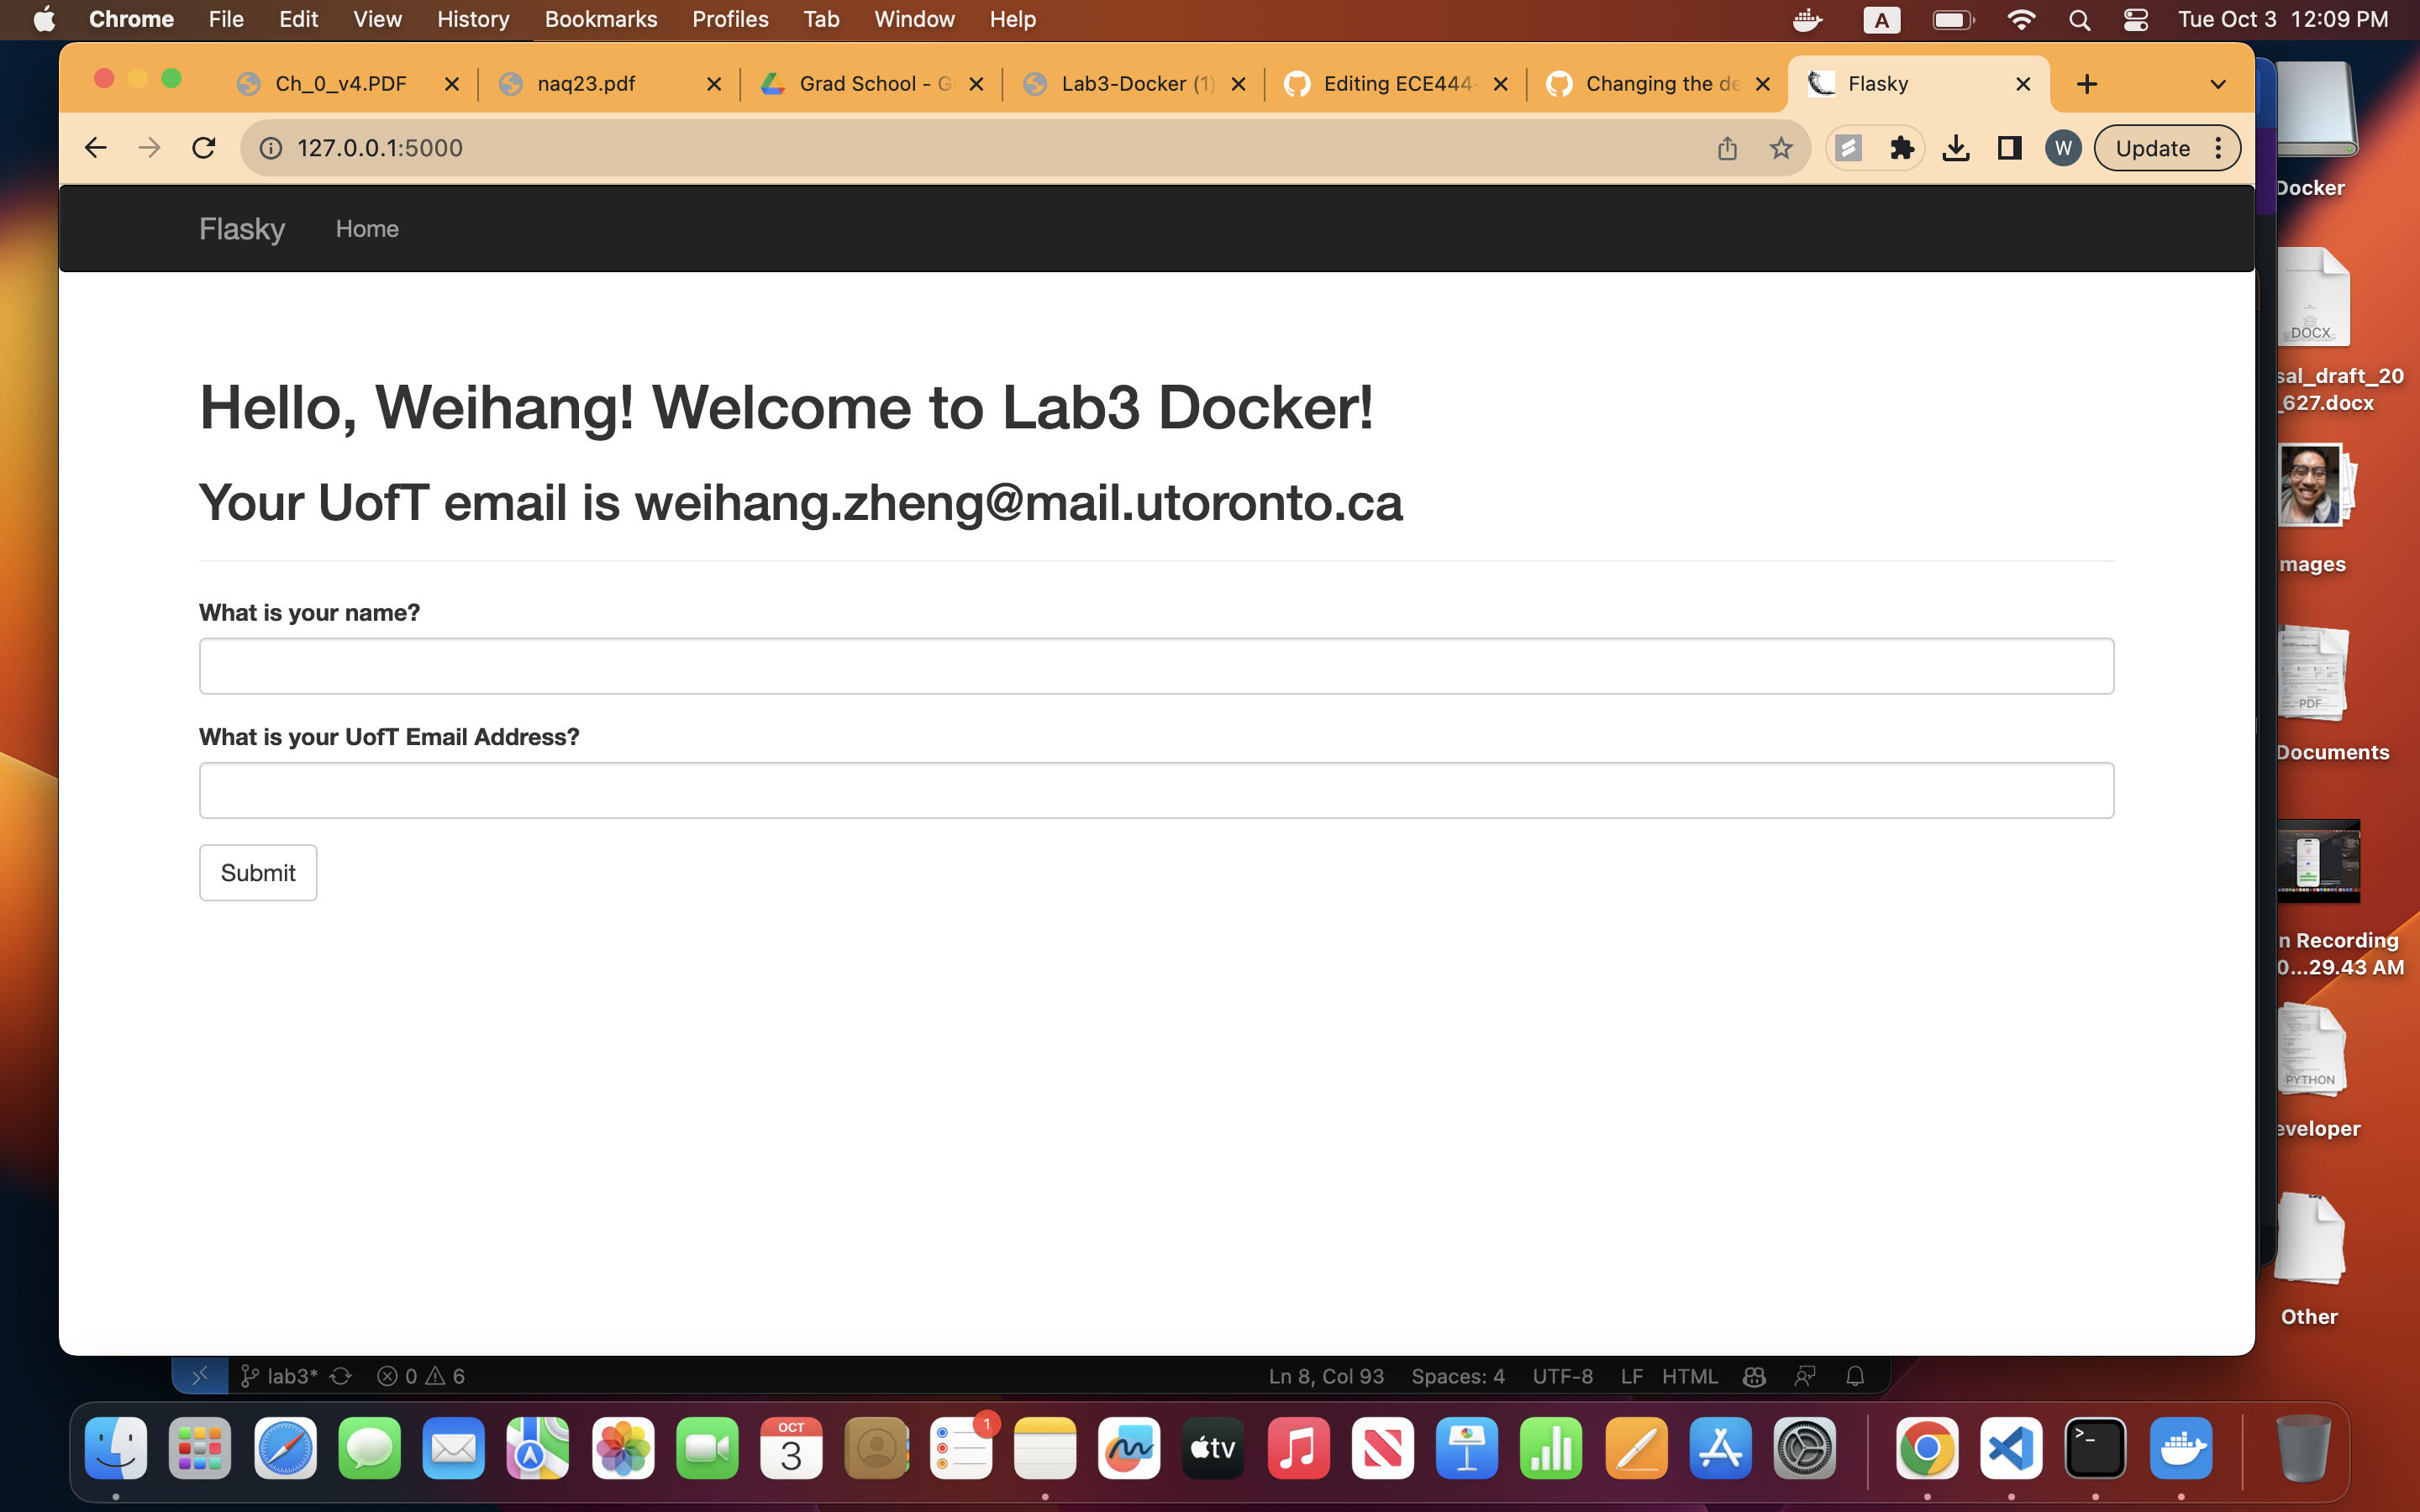 Chrome File Edit View History Bookmarks Profiles Tab Window Help A Tue Oct 3 12:09 PM
Ch_0_v4.PDF naq23.pdf Grad School - G Lab3-Docker (1) Editing ECE444- Changing the de Flasky
127.0.0.1:5000 W Update
Docker
Flasky Home
DOCX
sal_draft_20
_627.docx
Hello, Weihang! Welcome to Lab3 Docker!
Your UofT email is weihang.zheng@mail.utoronto.ca
mages
What is your name?
PDF
What is your UofT Email Address?
Documents
Submit
n Recording
0...29.43 AM
PYTHON
eveloper
Other
lab3* 0 6 Ln 8, Col 93 Spaces: 4 UTF-8 LF HTML
OCT
3
1
tv
>_